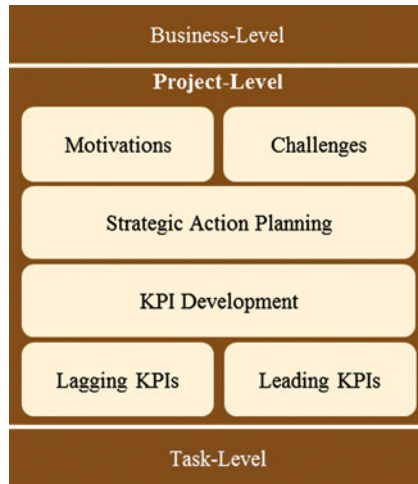 Business-Level
Project-Level
Motivations
Challenges
Strategic Action Planning
KPI Development
Lagging KPIs
Leading KPIs
Task-Level